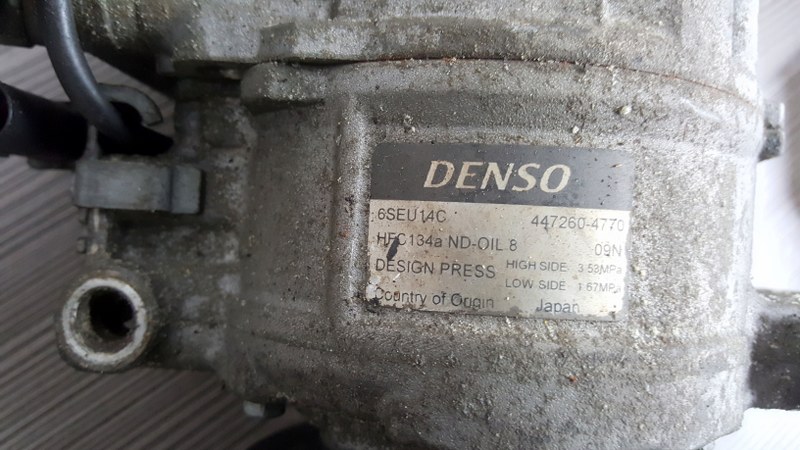 DENSO
6SEU14C 447260-4770
HFC134a ND-OIL 8 09N
DESIGN PRESS HIGH SIDE 3.53MPa
LOW SIDE 1.67MPa
Country of Origin Japan